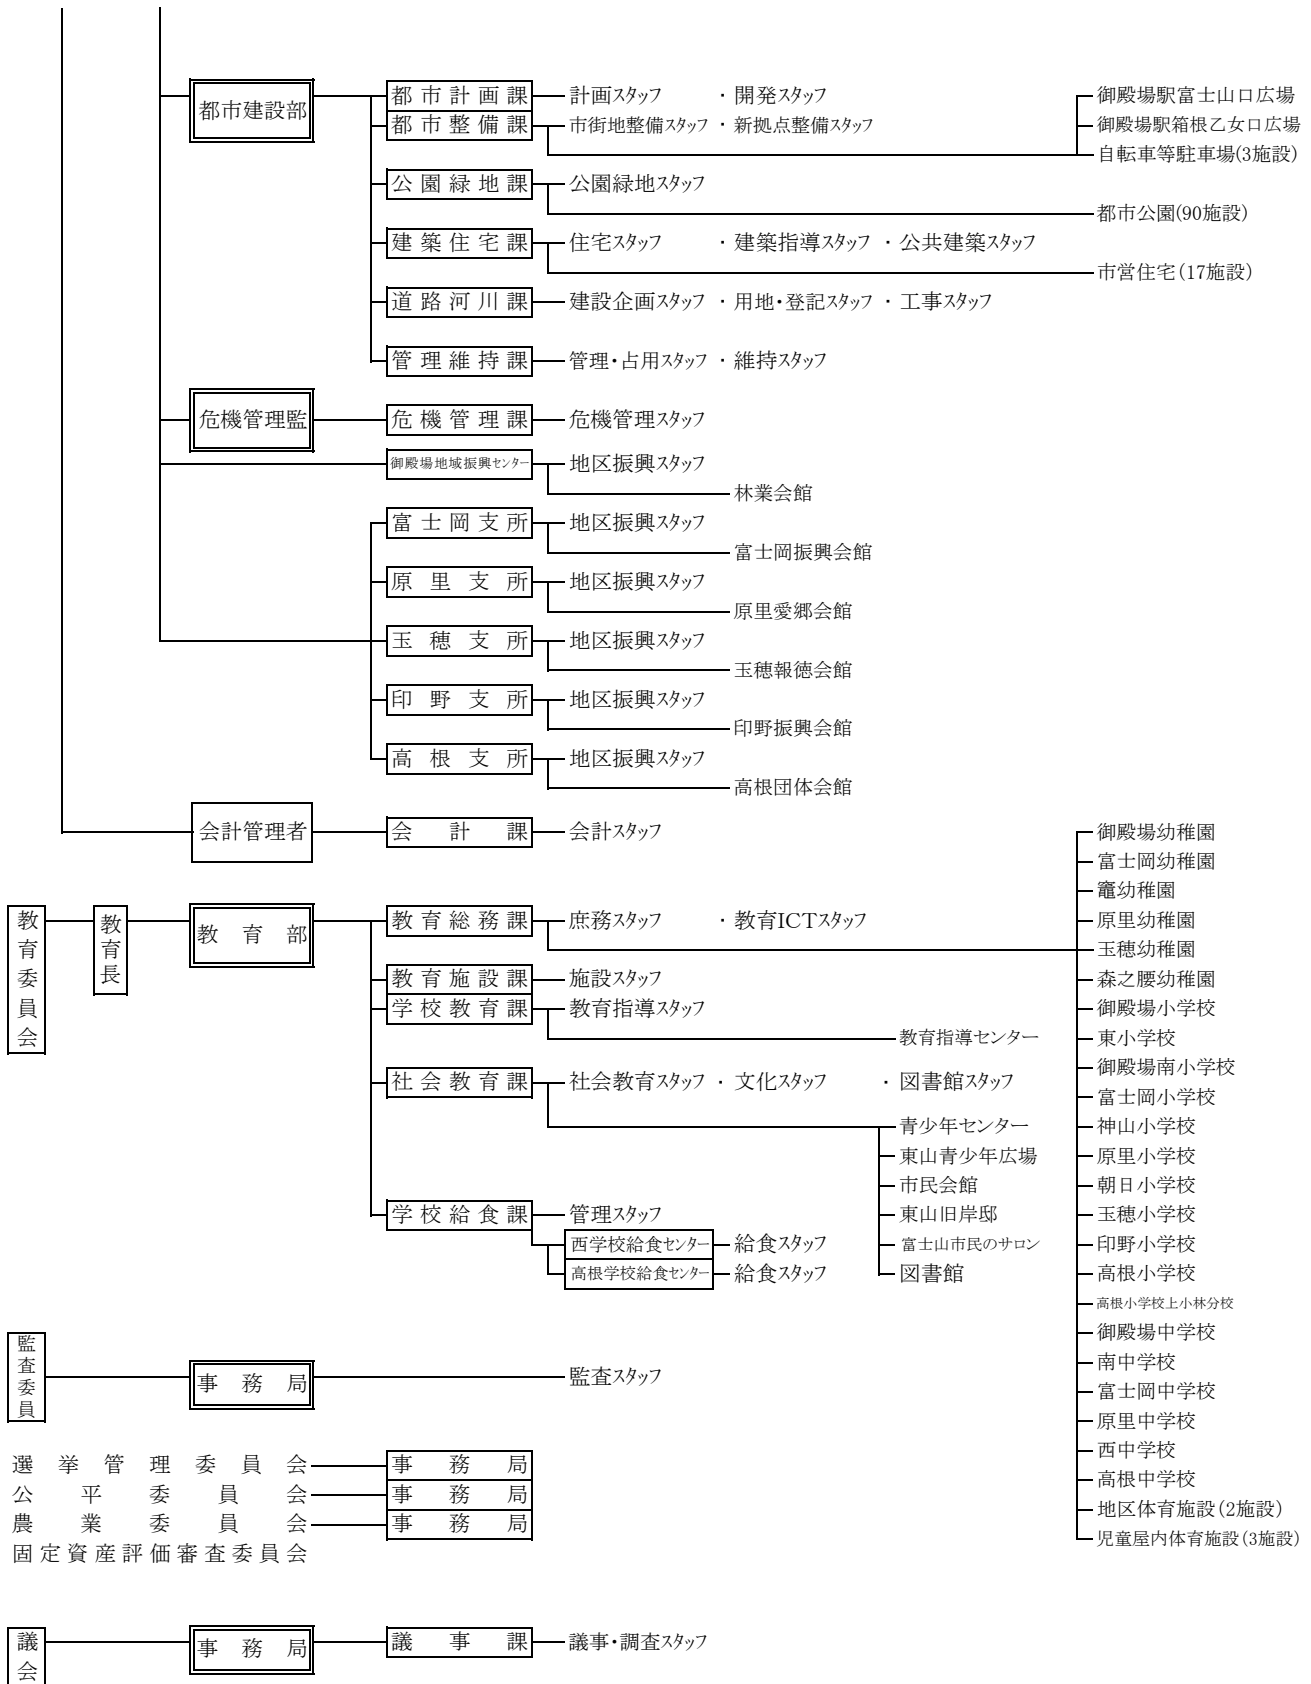 都市建設部
都市計画課 計画スタッフ ・開発スタッフ 御殿場駅富士山口広場
都市整備課 市街地整備スタッフ ・新拠点整備スタッフ 御殿場駅箱根乙女口広場
自転車等駐車場(3施設)
公園緑地課 公園緑地スタッフ
都市公園(90施設)
建築住宅課 住宅スタッフ ・建築指導スタッフ ・公共建築スタッフ
市営住宅(17施設)
道路河川課 建設企画スタッフ ・用地・登記スタッフ ・工事スタッフ
管理維持課 管理・占用スタッフ ・維持スタッフ
危機管理監 危機管理課 危機管理スタッフ
御殿場地域振興センター 地区振興スタッフ
林業会館
富士岡支所 地区振興スタッフ
富士岡振興会館
原里支所 地区振興スタッフ
原里愛郷会館
玉穂支所 地区振興スタッフ
玉穂報徳会館
印野支所 地区振興スタッフ
印野振興会館
高根支所 地区振興スタッフ
高根団体会館
会計管理者 会計課 会計スタッフ 御殿場幼稚園
富士岡幼稚園
竈幼稚園
教育委員会 教育長 教育部 教育総務課 庶務スタッフ ・教育ICTスタッフ 原里幼稚園
玉穂幼稚園
教育施設課 施設スタッフ 森之腰幼稚園
学校教育課 教育指導スタッフ 御殿場小学校
教育指導センター 東小学校
御殿場南小学校
社会教育課 社会教育スタッフ ・文化スタッフ ・図書館スタッフ
富士岡小学校
青少年センター 神山小学校
東山青少年広場 原里小学校
市民会館 朝日小学校
学校給食課 管理スタッフ 東山旧岸邸 玉穂小学校
西学校給食センター 給食スタッフ 富士山市民のサロン 印野小学校
高根学校給食センター 給食スタッフ 図書館 高根小学校
高根小学校上小林分校
御殿場中学校
監査委員 事務局 監査スタッフ
南中学校
富士岡中学校
原里中学校
西中学校
選挙管理委員会 事務局
高根中学校
公平委員会 事務局
地区体育施設(2施設)
農業委員会 事務局
児童屋内体育施設(3施設)
固定資産評価審査委員会
議会 事務局 議事課 議事・調査スタッフ